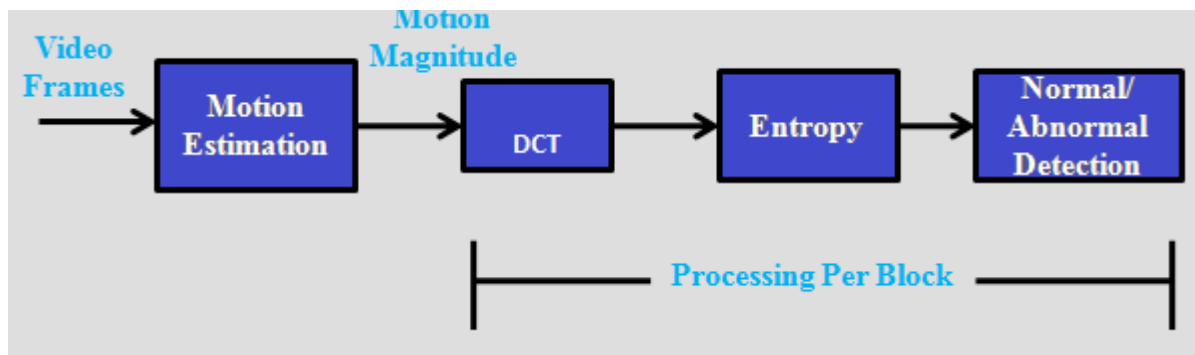 Video
Frames
Motion
Estimation
Motion
Magnitude
DCT
Entropy
Normal/
Abnormal
Detection
Processing Per Block